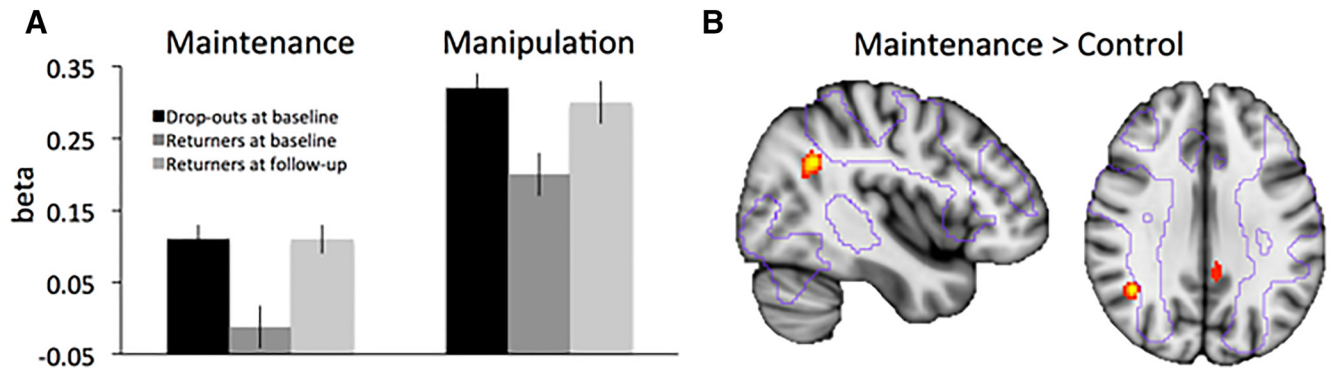 A
B
Maintenance
Manipulation
Maintenance > Control
0.35
0.25
0.15
0.05
-0.05
beta
Drop-outs at baseline
Returners at baseline
Returners at follow-up